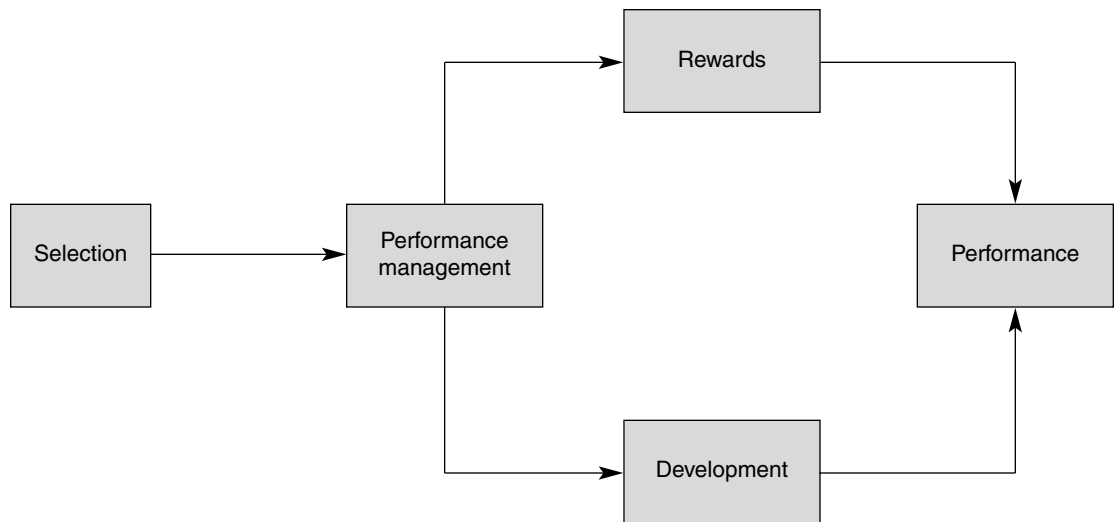 Rewards
Selection
Performance
management
Performance
Development